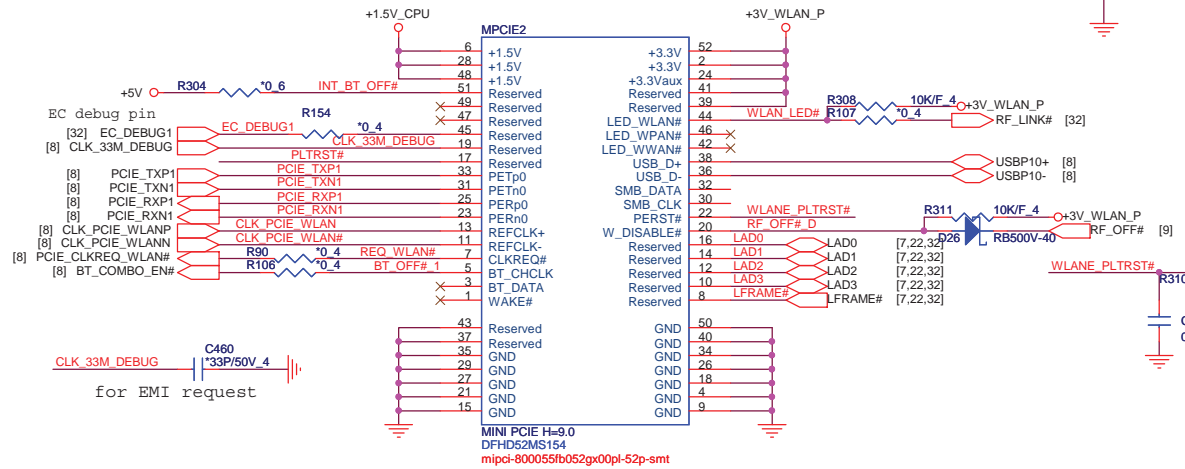 +1.5V_CPU
+3V_WLAN_P
MPCIE2
6 +1.5V +3.3V 52
28 +1.5V +3.3V 2
48 +1.5V +3.3Vaux 24
+5V R304 *0_6 INT_BT_OFF# 51 Reserved Reserved 41
49 Reserved Reserved 39
EC debug pin R154 47 Reserved LED_WLAN# 44 WLAN_LED# R308 10K/F_4 +3V_WLAN_P
[32] EC_DEBUG1 EC_DEBUG1 *0_4 45 Reserved LED_WPAN# 46 R107 *0_4 RF_LINK# [32]
[8] CLK_33M_DEBUG CLK_33M_DEBUG 19 Reserved LED_WWAN# 42
PLTRST# 17 Reserved USB_D+ 38 USBP10+ [8]
[8] PCIE_TXP1 PCIE_TXP1 33 PETp0 USB_D- 36 USBP10- [8]
[8] PCIE_TXN1 PCIE_TXN1 31 PETn0 SMB_DATA 32
[8] PCIE_RXP1 PCIE_RXP1 25 PERp0 SMB_CLK 30
[8] PCIE_RXN1 PCIE_RXN1 23 PERn0 PERST# 22 WLANE_PLTRST# R311 10K/F_4 +3V_WLAN_P
[8] CLK_PCIE_WLANP CLK_PCIE_WLAN 13 REFCLK+ W_DISABLE# 20 RF_OFF#_D D26 RB500V-40 RF_OFF# [9]
[8] CLK_PCIE_WLANN CLK_PCIE_WLAN# 11 REFCLK- Reserved 16 LAD0 LAD0 [7,22,32]
[8] PCIE_CLKREQ_WLAN# R90 *0_4 REQ_WLAN# 7 CLKREQ# Reserved 14 LAD1 LAD1 [7,22,32]
[8] BT_COMBO_EN# R106 *0_4 BT_OFF#_1 5 BT_CHCLK Reserved 12 LAD2 LAD2 [7,22,32] WLANE_PLTRST#
3 BT_DATA Reserved 10 LAD3 LAD3 [7,22,32] R310
1 WAKE# Reserved 8 LFRAME# LFRAME# [7,22,32]
43 Reserved GND 50
37 Reserved GND 40
35 GND GND 34
29 GND GND 26
27 GND GND 18
21 GND GND 4
15 GND GND 9
CLK_33M_DEBUG C460
*33P/50V_4
for EMI request
MINI PCIE H=9.0
DFHD52MS154
mipci-800055fb052gx00pl-52p-smt